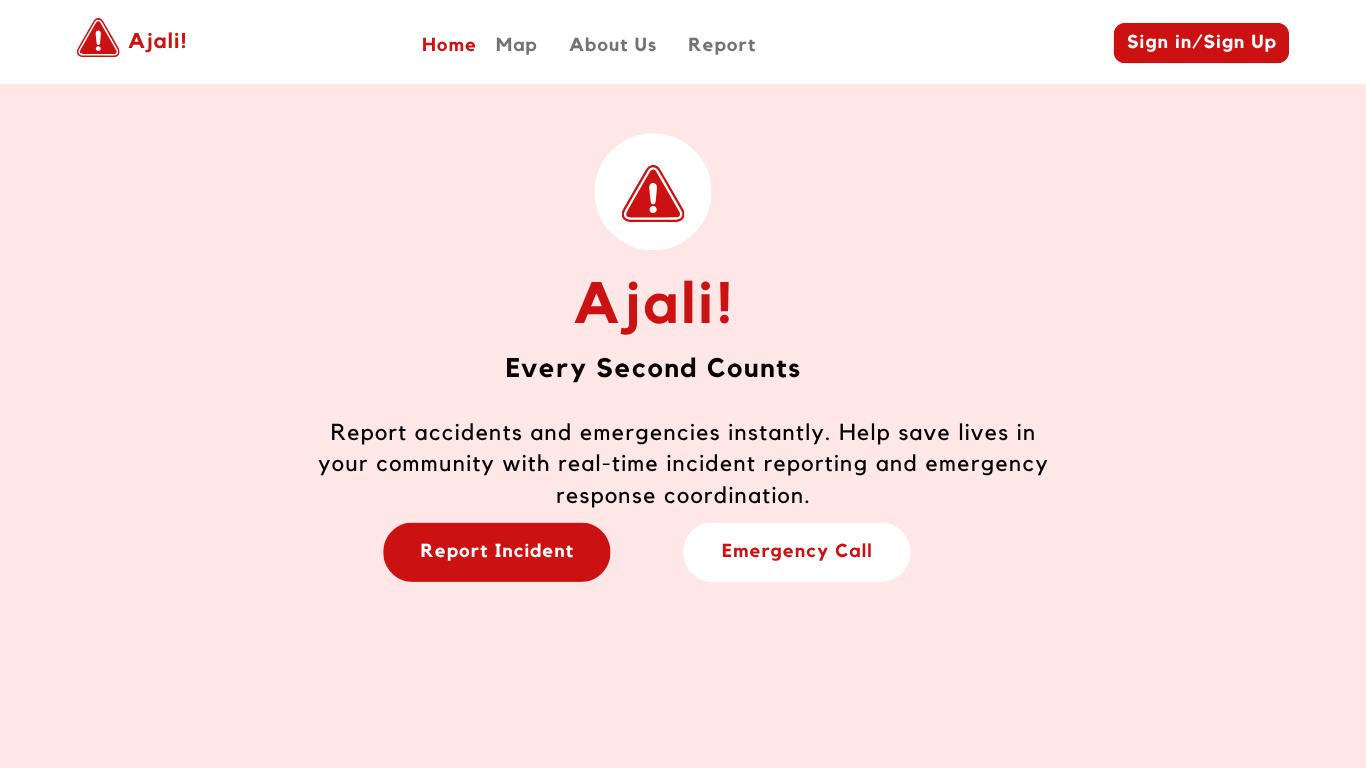 Ajali!
Home Map About Us Report
Sign in/Sign Up
Ajali!
Every Second Counts
Report accidents and emergencies instantly. Help save lives in
your community with real-time incident reporting and emergency
response coordination.
Report Incident
Emergency Call